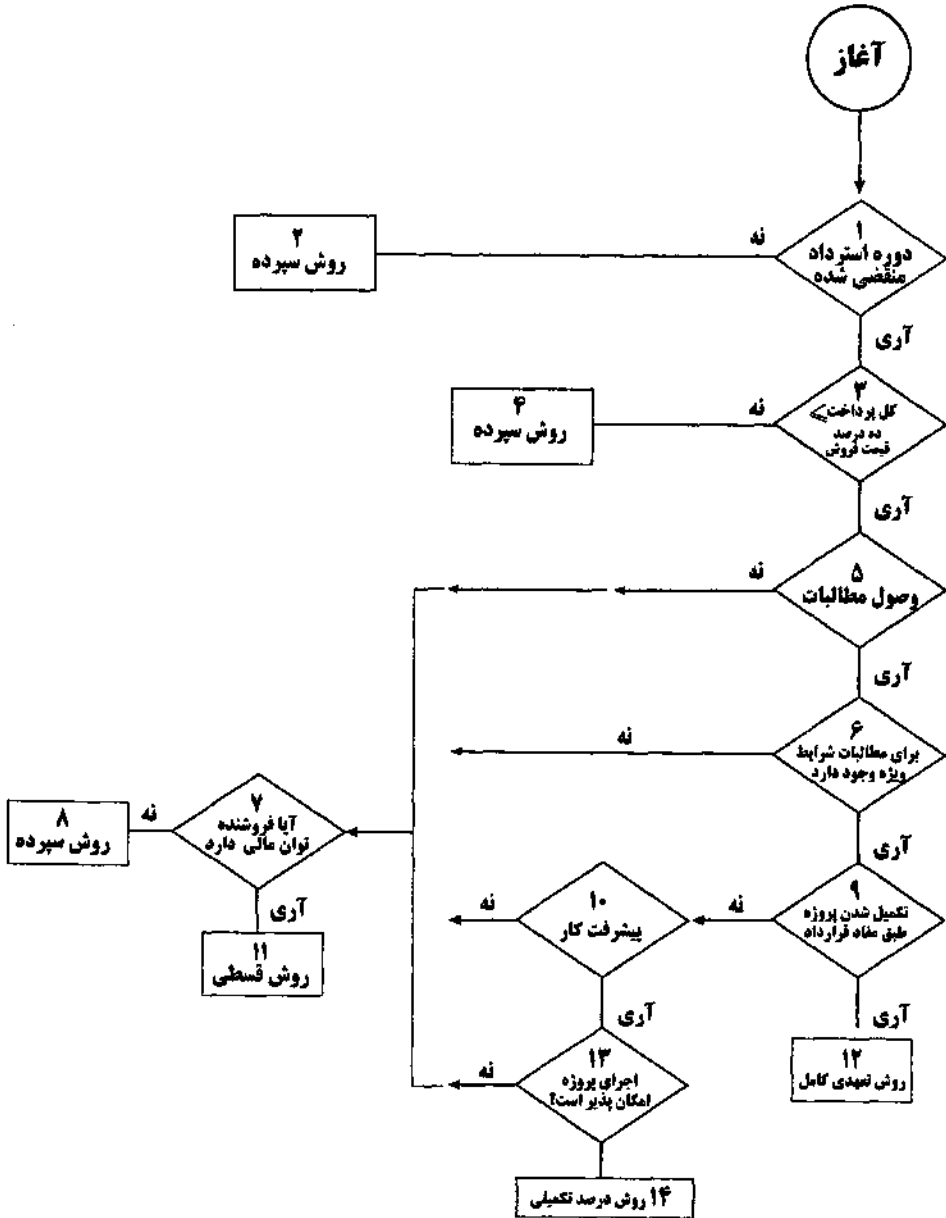 آغاز
۱
دوره استرداد
منقضی شده
نه
۲
روش سپرده
آری
۳
کل پرداخت ≥
ده درصد
قیمت فروش
نه
۴
روش سپرده
آری
۵
وصول مطالبات
نه
آری
۶
برای مطالبات شرایط
ویژه وجود دارد
نه
۷
آیا فروشنده
توان مالی دارد
نه
۸
روش سپرده
آری
۱۱
روش قسطی
آری
۹
تکمیل شدن پروژه
طبق مفاد قرارداد
نه
۱۰
پیشرفت کار
نه
آری
۱۲
روش تعهدی کامل
آری
۱۳
اجرای پروژه
امکان پذیر است؟
نه
۱۴ روش درصد تکمیلی